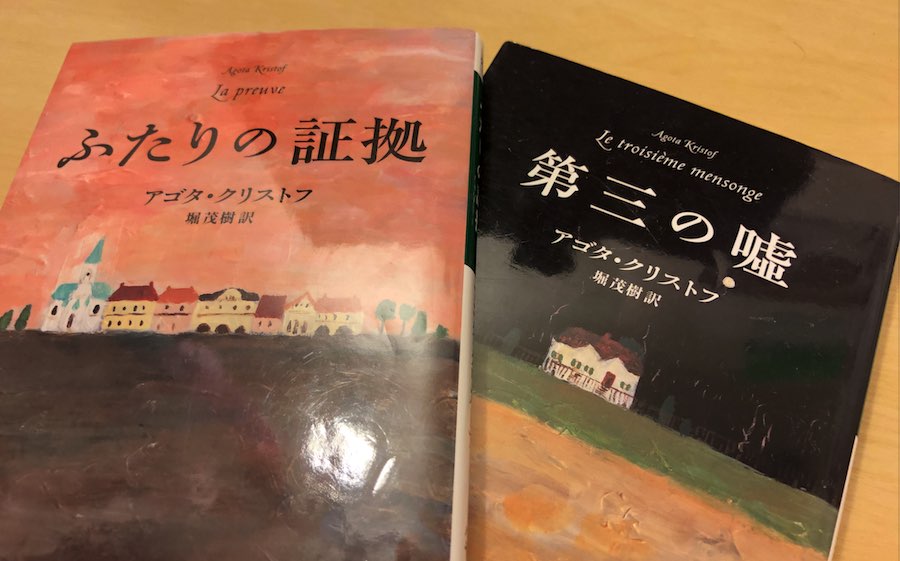 Agota Kristof
La preuve
ふたりの証拠
アゴタ・クリストフ
堀茂樹訳
Agota Kristof
Le troisième mensonge
第三の嘘
アゴタ・クリストフ
堀茂樹訳